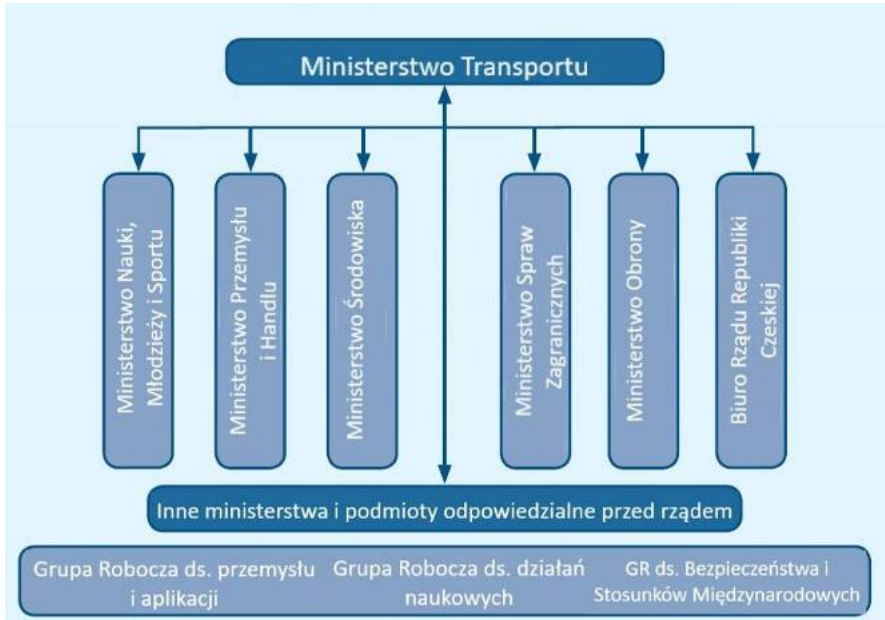 Ministerstwo Transportu
Ministerstwo Nauki,
Młodzieży i Sportu
Ministerstwo Przemysłu
i Handlu
Ministerstwo Środowiska
Ministerstwo Spraw
Zagranicznych
Ministerstwo Obrony
Biuro Rządu Republiki
Czeskiej
Inne ministerstwa i podmioty odpowiedzialne przed rządem
Grupa Robocza ds. przemysłu
i aplikacji
Grupa Robocza ds. działań
naukowych
GR ds. Bezpieczeństwa i
Stosunków Międzynarodowych